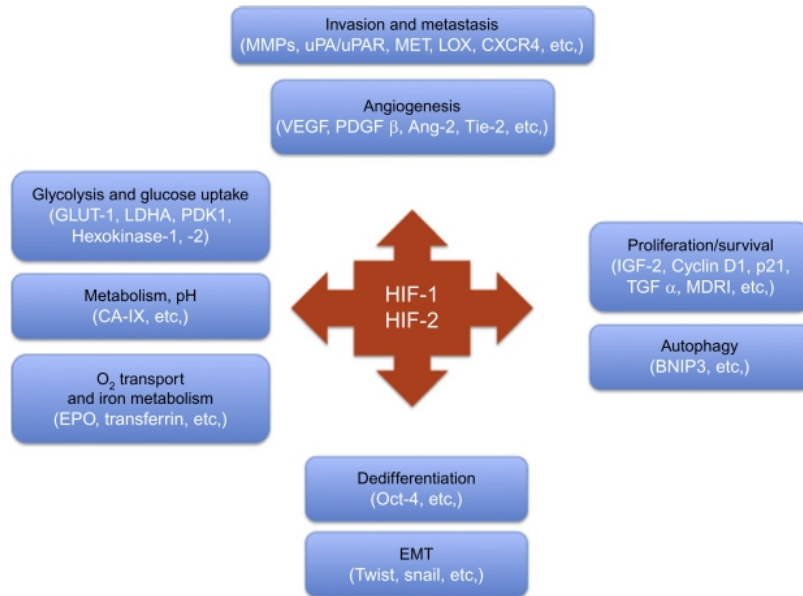 Invasion and metastasis
(MMPs, uPA/uPAR, MET, LOX, CXCR4, etc,)
Angiogenesis
(VEGF, PDGF β, Ang-2, Tie-2, etc,)
Glycolysis and glucose uptake
(GLUT-1, LDHA, PDK1,
Hexokinase-1, -2)
Metabolism, pH
(CA-IX, etc,)
O₂ transport
and iron metabolism
(EPO, transferrin, etc,)
HIF-1
HIF-2
Proliferation/survival
(IGF-2, Cyclin D1, p21,
TGF α, MDRI, etc,)
Autophagy
(BNIP3, etc,)
Dedifferentiation
(Oct-4, etc,)
EMT
(Twist, snail, etc,)